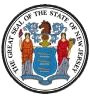 THE GREAT SEAL OF THE STATE OF NEW JERSEY